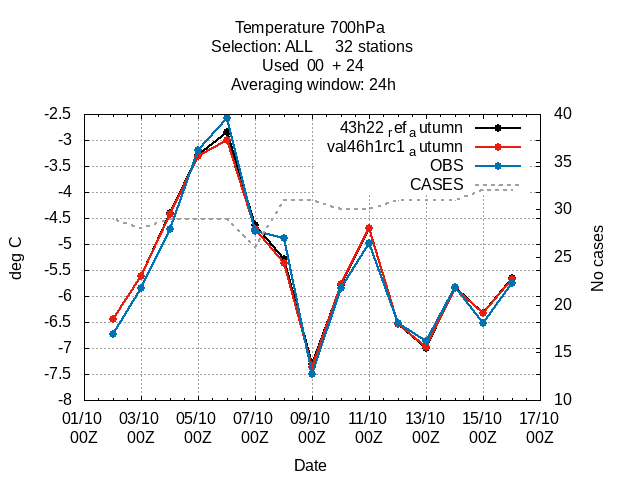 Temperature 700hPa
Selection: ALL 32 stations
Used 00 + 24
Averaging window: 24h
-2.5
-3
-3.5
-4
-4.5
-5
-5.5
-6
-6.5
-7
-7.5
-8
deg C
40
35
30
25
20
15
10
No cases
43h22 ref autumn
val46h1rc1 autumn
OBS
CASES
01/10 03/10 05/10 07/10 09/10 11/10 13/10 15/10 17/10
00Z 00Z 00Z 00Z 00Z 00Z 00Z 00Z 00Z
Date